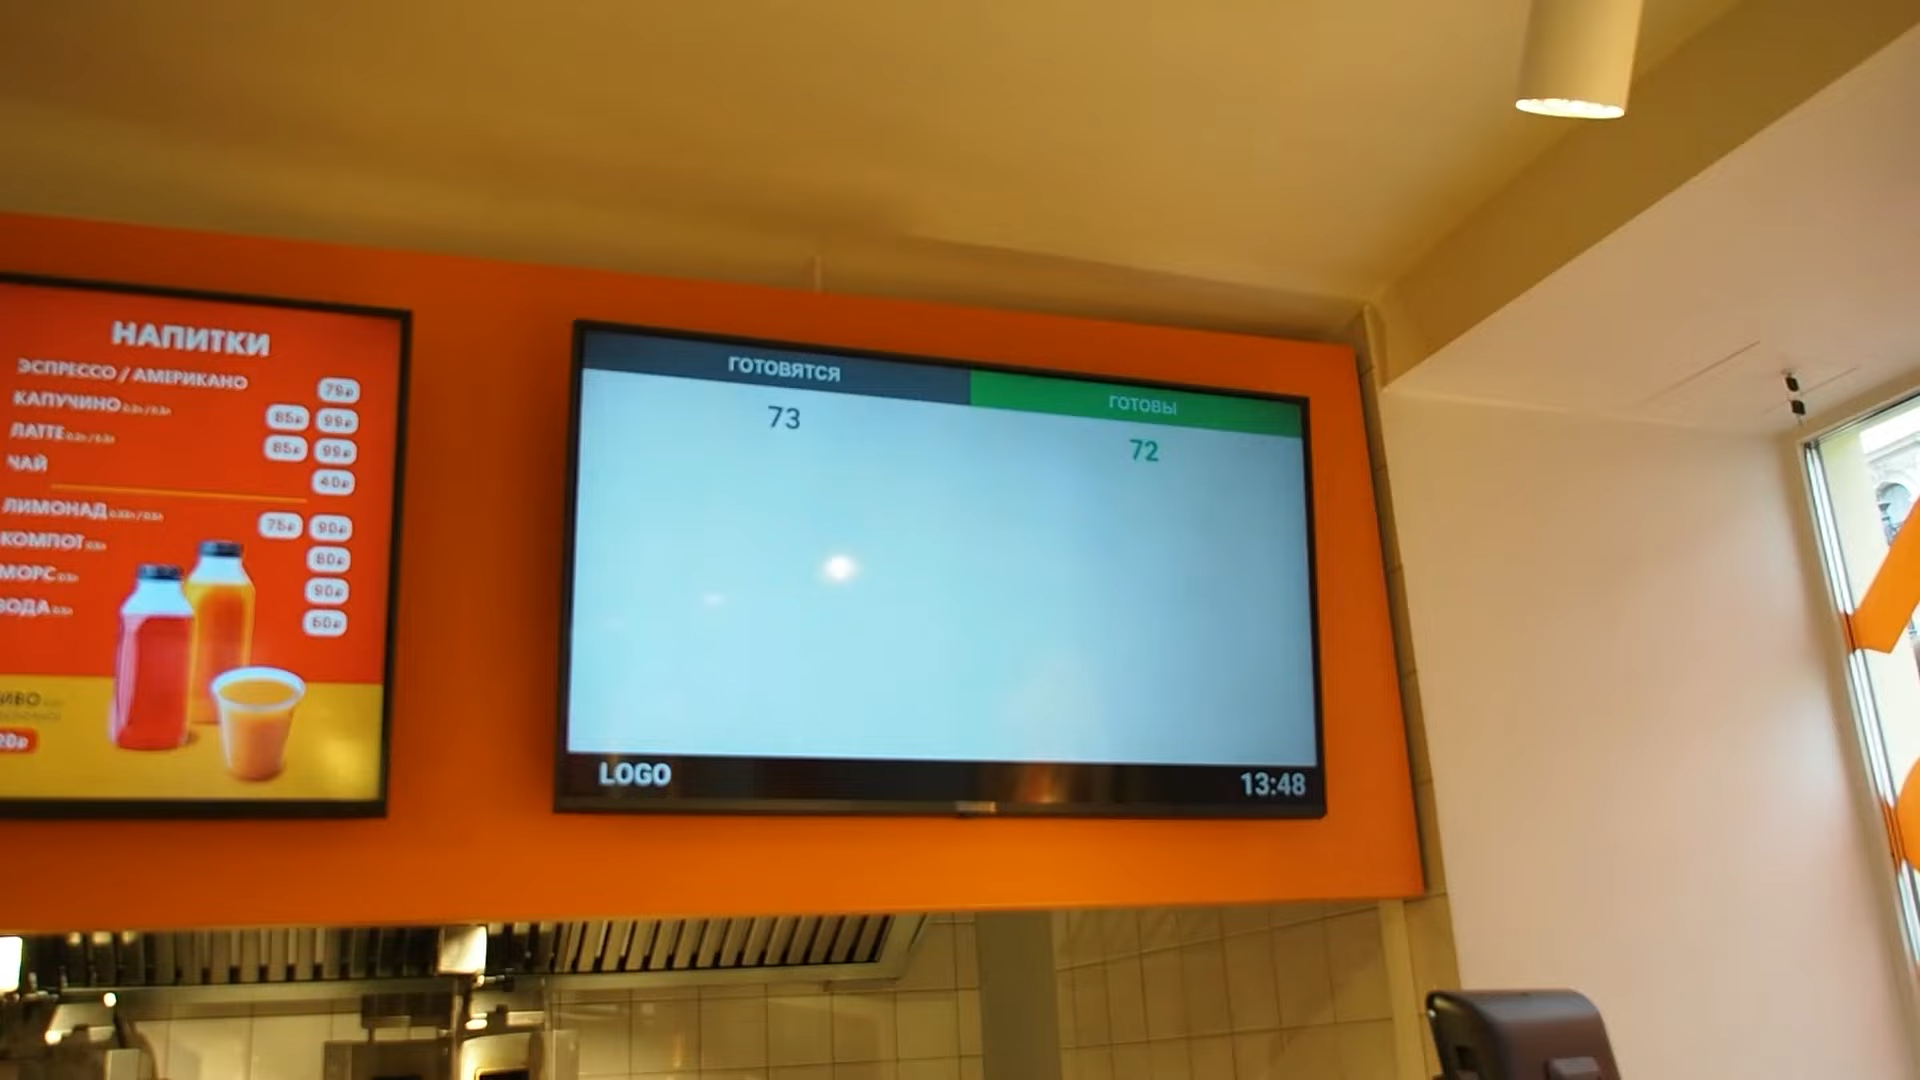 НАПИТКИ
ЭСПРЕССО / АМЕРИКАНО 79₽
КАПУЧИНО 85₽ 99₽
ЛАТТЕ 85₽ 99₽
ЧАЙ 40₽
ЛИМОНАД 75₽ 90₽
КОМПОТ 80₽
МОРС 90₽
ВОДА 60₽
ГОТОВЯТСЯ
73
ГОТОВЫ
72
LOGO
13:48